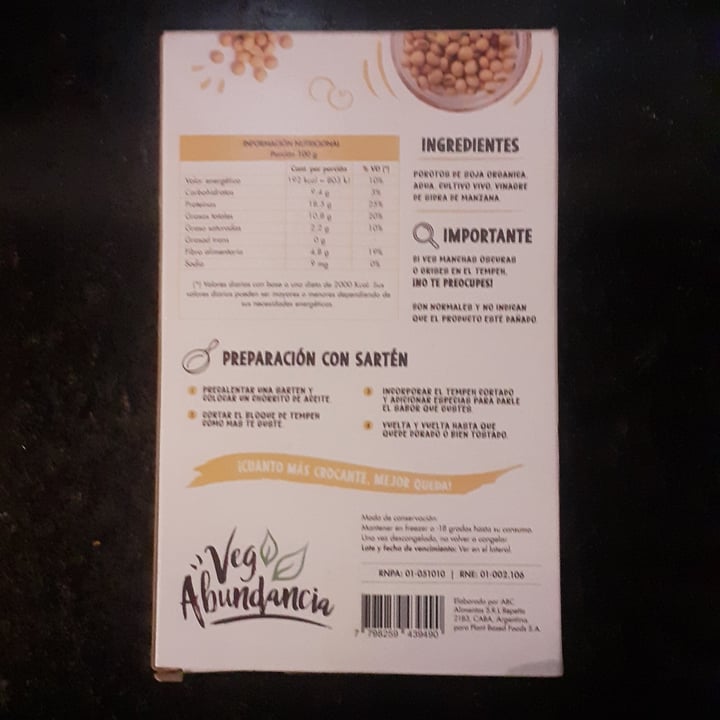 INFORMACIÓN NUTRICIONAL
Porción 100 g
Cant. por porción % VD (*)
Valor energético 192 kcal = 803 kJ 10%
Carbohidratos 9,4 g 3%
Proteínas 18,3 g 25%
Grasas totales 10,8 g 20%
Grasa saturadas 2,2 g 10%
Grasad trans 0 g
Fibra alimentaria 4,8 g 19%
Sodio 9 mg 0%
(*) Valores diarios con base a una dieta de 2000 Kcal. Sus
valores diarios pueden ser mayores o menores dependiendo de
sus necesidades energéticas.
INGREDIENTES
POROTOS DE SOJA ORGANICA,
AGUA, CULTIVO VIVO, VINAGRE
DE SIDRA DE MANZANA.
IMPORTANTE
SI VES MANCHAS OSCURAS
O GRISES EN EL TEMPEH,
¡NO TE PREOCUPES!
SON NORMALES Y NO INDICAN
QUE EL PRODUCTO ESTÉ DAÑADO.
PREPARACIÓN CON SARTÉN
1 PRECALENTAR UNA SARTEN Y
COLOCAR UN CHORRITO DE ACEITE
2 CORTAR EL BLOQUE DE TEMPEH
COMO MAS TE GUSTE
3 INCORPORAR EL TEMPEH CORTADO
Y ADICIONAR ESPECIAS PARA DARLE
EL SABOR QUE GUSTES
4 VUELTA Y VUELTA HASTA QUE
QUEDE DORADO O BIEN TOSTADO
¡CUANTO MÁS CROCANTE, MEJOR QUEDA!
Veg
Abundancia
Modo de conservación:
Mantener en freezer a -18 grados hasta su consumo.
Una vez descongelado, no volver a congelar
Lote y fecha de vencimiento: Ver en el lateral.
RNPA: 01-051010 | RNE: 01-002.106
Elaborado por ABC
Alimentos S.R.L Repetto
2183, CABA, Argentina,
para Plant Based Foods S.A.
7 798259 439490